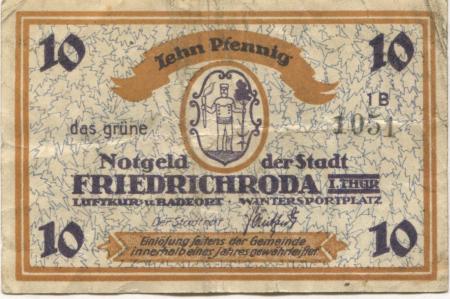 10 Zehn Pfennig 10
1 B
das grüne 1051
Notgeld der Stadt
FRIEDRICHRODA I. THÜR
LUFTKUR U BADEORT · WINTERSPORTPLATZ
Der Stadtrat
10 Einlösung seitens der Gemeinde 10
innerhalb eines Jahres gewährleistet.